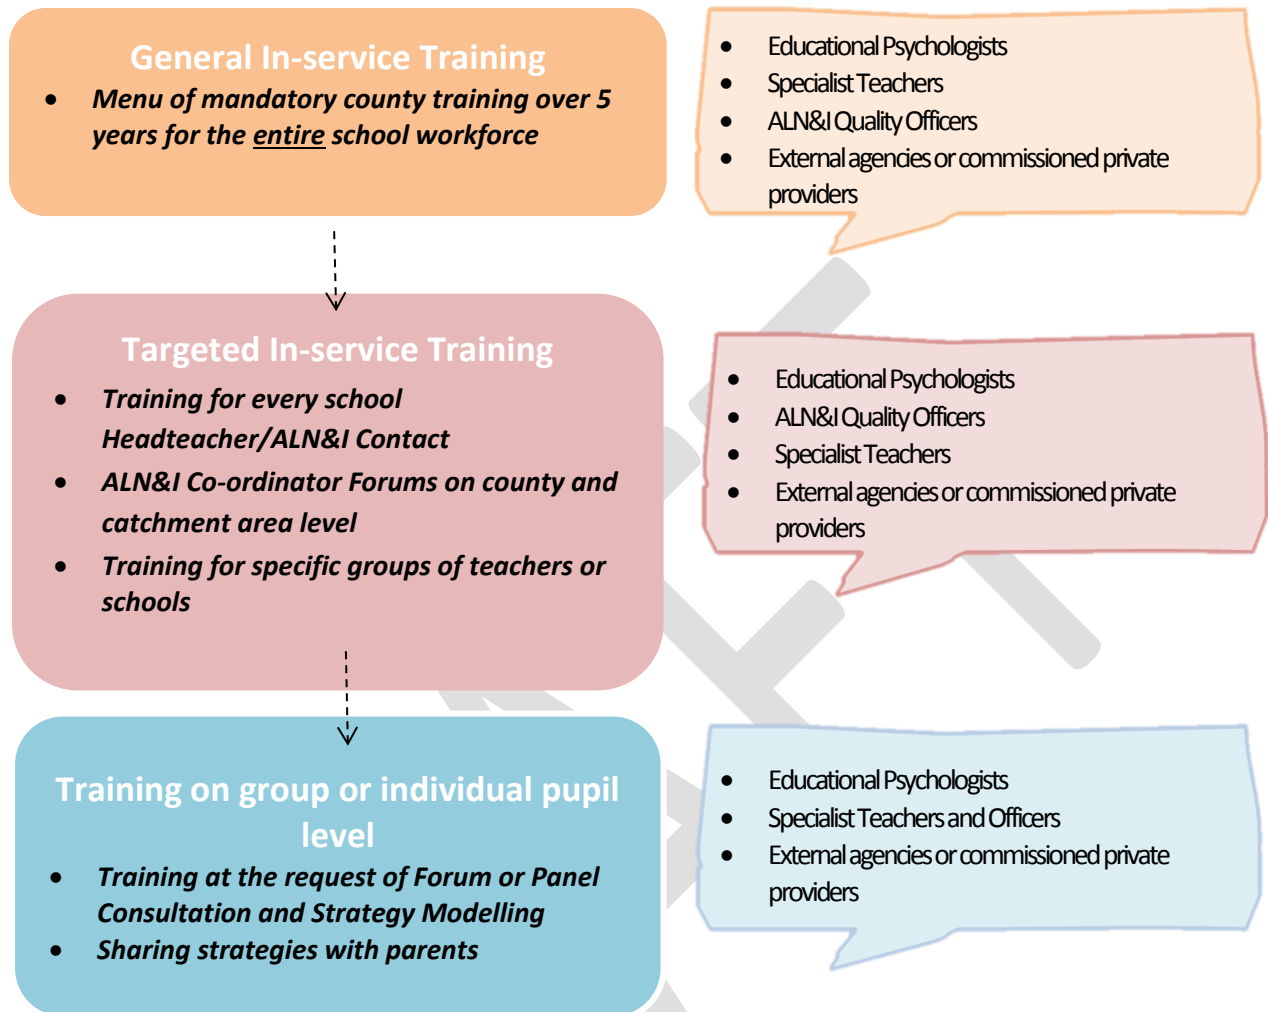 General In-service Training
• Menu of mandatory county training over 5
years for the entire school workforce
• Educational Psychologists
• Specialist Teachers
• ALN&I Quality Officers
• External agencies or commissioned private
providers
Targeted In-service Training
• Training for every school
Headteacher/ALN&I Contact
• ALN&I Co-ordinator Forums on county and
catchment area level
• Training for specific groups of teachers or
schools
• Educational Psychologists
• ALN&I Quality Officers
• Specialist Teachers
• External agencies or commissioned private
providers
Training on group or individual pupil
level
• Training at the request of Forum or Panel
Consultation and Strategy Modelling
• Sharing strategies with parents
• Educational Psychologists
• Specialist Teachers and Officers
• External agencies or commissioned private
providers